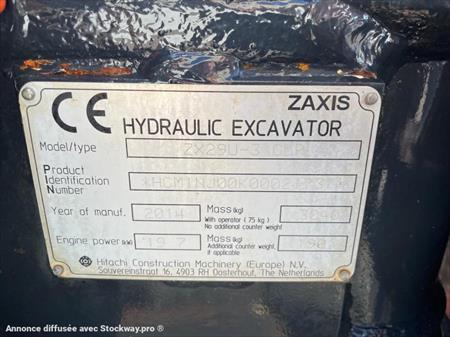 CE ZAXIS
HYDRAULIC EXCAVATOR
Model/type ZX29U-3
Product
Identification
Number
Year of manuf. 2014 Mass(kg)
With operator (75 kg)
No additional counter weight
Engine power(kW) 19.7 Mass(kg)
Additional counter weight,
if any
Hitachi Construction Machinery (Europe) N.V.
Souvereinstraat 16, 4903 RH Oosterhout, The Netherlands
Annonce diffusée avec Stockway.pro ®